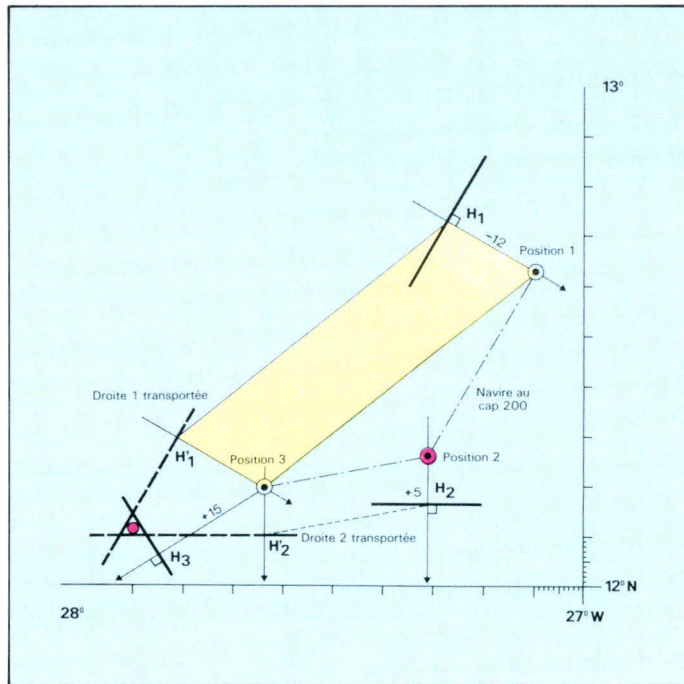 13°
H₁
-12
Position 1
Droite 1 transportée
Navire au
cap 200
Position 3
H'₁
Position 2
+15
+5
H₂
H₃
H'₂
Droite 2 transportée
12° N
28°
27° W